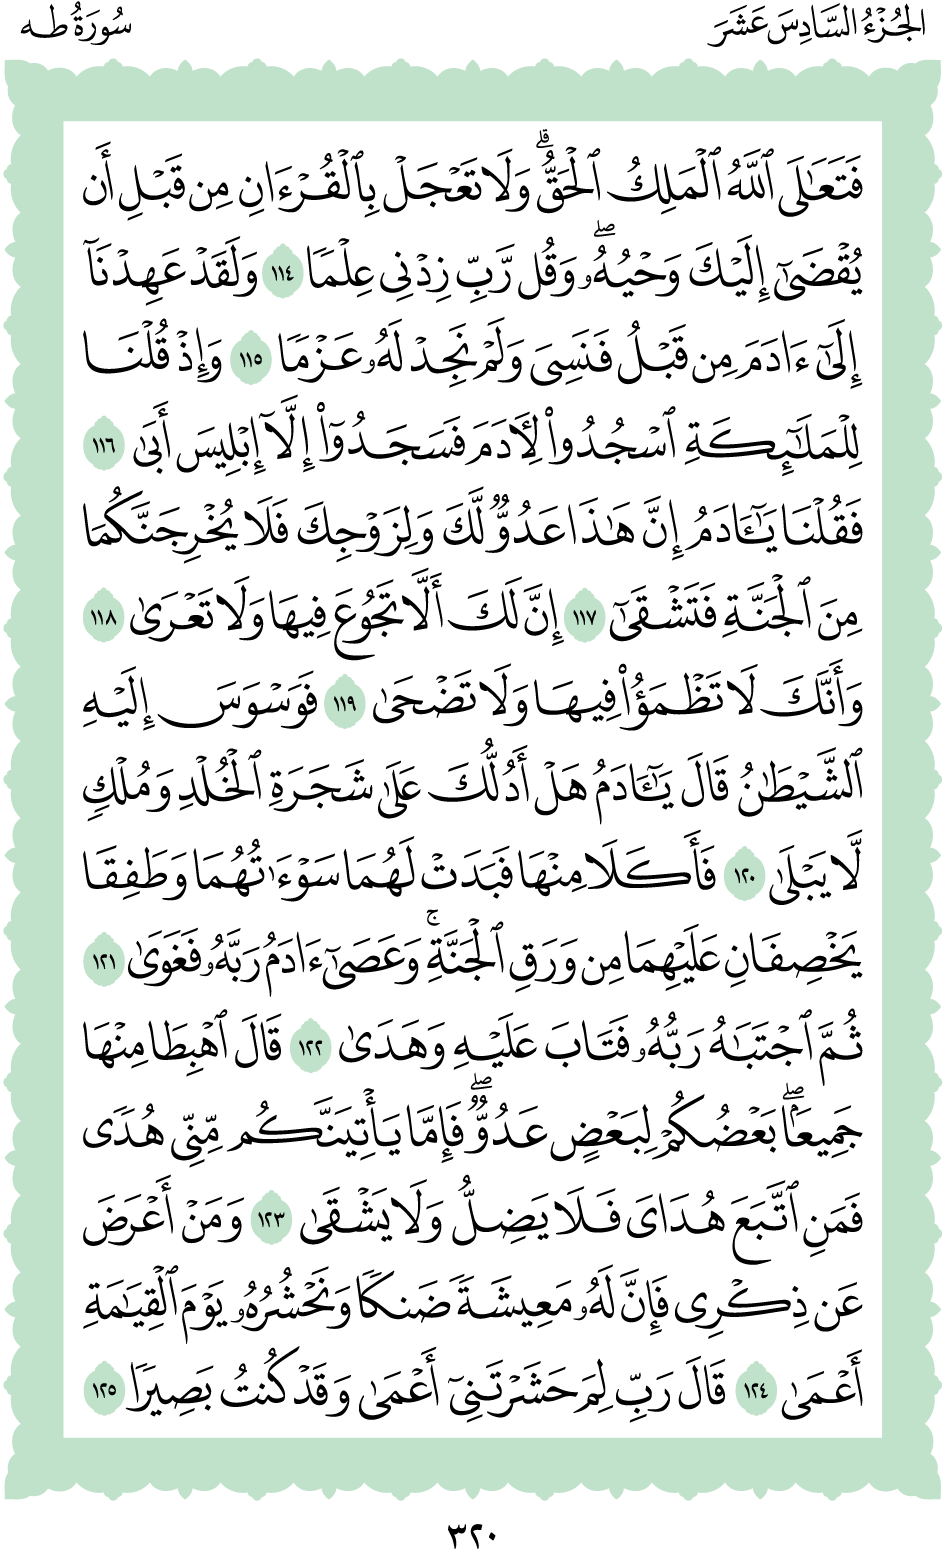 الجُزْءُ السَّادِسَ عَشَرَ
سُورَةُ طه
فَتَعَٰلَى ٱللَّهُ ٱلْمَلِكُ ٱلْحَقُّۗ وَلَا تَعْجَلْ بِٱلْقُرْءَانِ مِن قَبْلِ أَن
يُقْضَىٰٓ إِلَيْكَ وَحْيُهُۥۖ وَقُل رَّبِّ زِدْنِى عِلْمًا ١١٤ وَلَقَدْ عَهِدْنَآ
إِلَىٰٓ ءَادَمَ مِن قَبْلُ فَنَسِىَ وَلَمْ نَجِدْ لَهُۥ عَزْمًا ١١٥ وَإِذْ قُلْنَا
لِلْمَلَٰٓئِكَةِ ٱسْجُدُوا۟ لِـَٔادَمَ فَسَجَدُوٓا۟ إِلَّآ إِبْلِيسَ أَبَىٰ ١١٦
فَقُلْنَا يَٰٓـَٔادَمُ إِنَّ هَٰذَا عَدُوٌّ لَّكَ وَلِزَوْجِكَ فَلَا يُخْرِجَنَّكُمَا
مِنَ ٱلْجَنَّةِ فَتَشْقَىٰٓ ١١٧ إِنَّ لَكَ أَلَّا تَجُوعَ فِيهَا وَلَا تَعْرَىٰ ١١٨
وَأَنَّكَ لَا تَظْمَؤُا۟ فِيهَا وَلَا تَضْحَىٰ ١١٩ فَوَسْوَسَ إِلَيْهِ
ٱلشَّيْطَٰنُ قَالَ يَٰٓـَٔادَمُ هَلْ أَدُلُّكَ عَلَىٰ شَجَرَةِ ٱلْخُلْدِ وَمُلْكٍ
لَّا يَبْلَىٰ ١٢٠ فَأَكَلَا مِنْهَا فَبَدَتْ لَهُمَا سَوْءَٰتُهُمَا وَطَفِقَا
يَخْصِفَانِ عَلَيْهِمَا مِن وَرَقِ ٱلْجَنَّةِۚ وَعَصَىٰٓ ءَادَمُ رَبَّهُۥ فَغَوَىٰ ١٢١
ثُمَّ ٱجْتَبَٰهُ رَبُّهُۥ فَتَابَ عَلَيْهِ وَهَدَىٰ ١٢٢ قَالَ ٱهْبِطَا مِنْهَا
جَمِيعًۢاۖ بَعْضُكُمْ لِبَعْضٍ عَدُوٌّۖ فَإِمَّا يَأْتِيَنَّكُم مِّنِّى هُدًى
فَمَنِ ٱتَّبَعَ هُدَاىَ فَلَا يَضِلُّ وَلَا يَشْقَىٰ ١٢٣ وَمَنْ أَعْرَضَ
عَن ذِكْرِى فَإِنَّ لَهُۥ مَعِيشَةً ضَنكًا وَنَحْشُرُهُۥ يَوْمَ ٱلْقِيَٰمَةِ
أَعْمَىٰ ١٢٤ قَالَ رَبِّ لِمَ حَشَرْتَنِىٓ أَعْمَىٰ وَقَدْ كُنتُ بَصِيرًا ١٢٥
٣٢٠